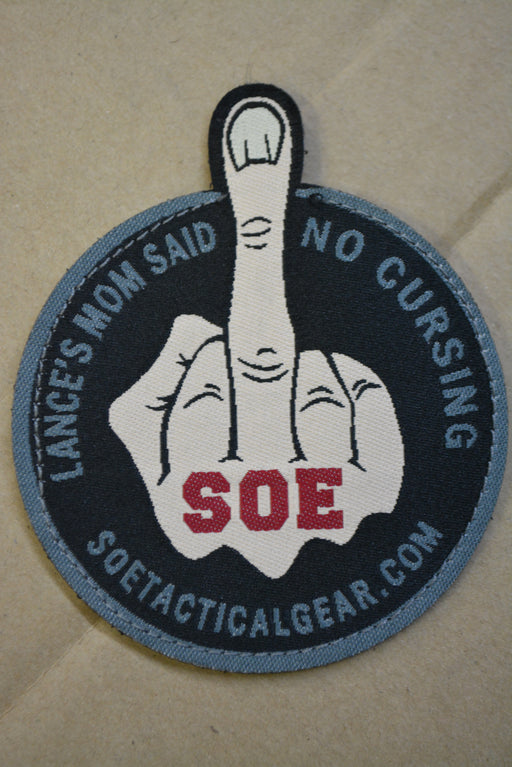 LANCE'S MOM SAID
NO CURSING
SOE
SOETACTICALGEAR.COM